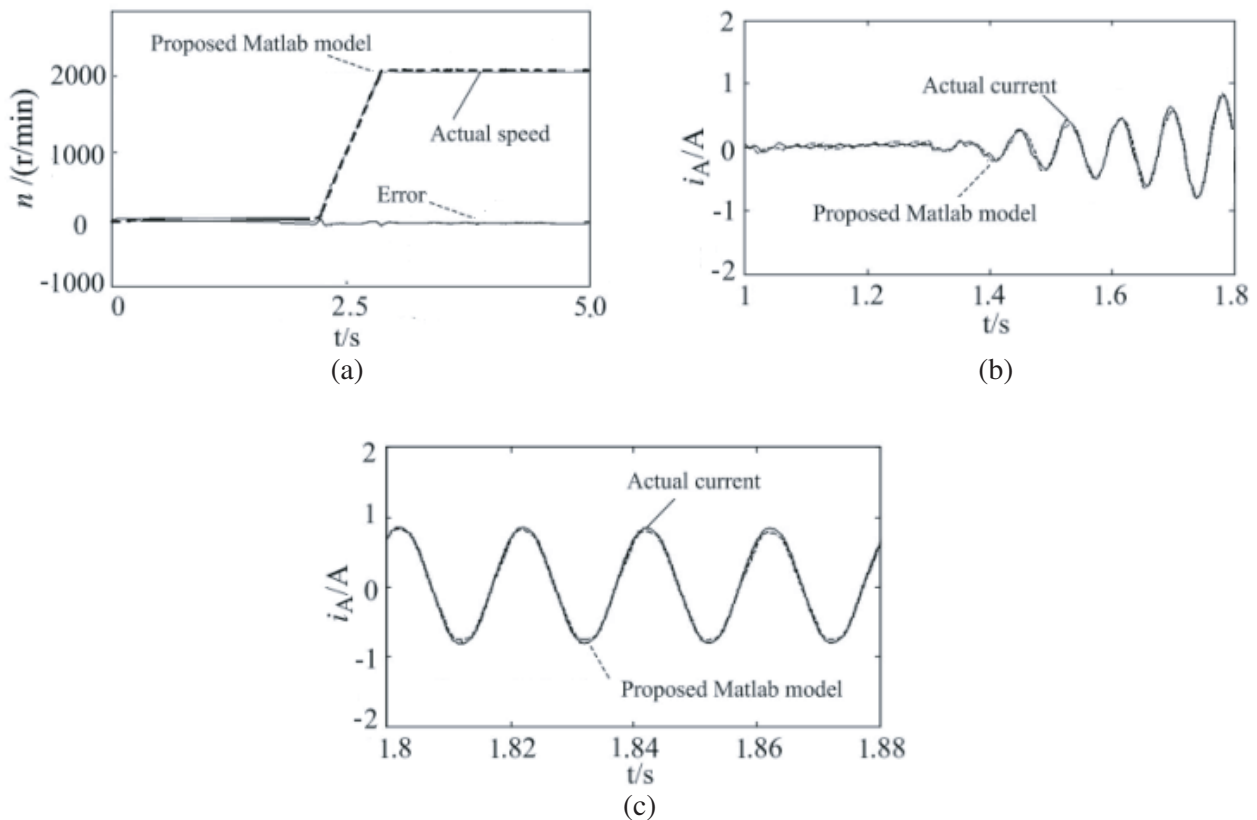 Proposed Matlab model
2000
Actual speed
1000
n /(r/min)
Error
0
-1000
0
2.5
5.0
t/s
(a)
2
Actual current
1
i_A/A
0
Proposed Matlab model
-1
-2
1
1.2
1.4
1.6
1.8
t/s
(b)
2
Actual current
1
i_A/A
0
-1
Proposed Matlab model
-2
1.8
1.82
1.84
1.86
1.88
t/s
(c)